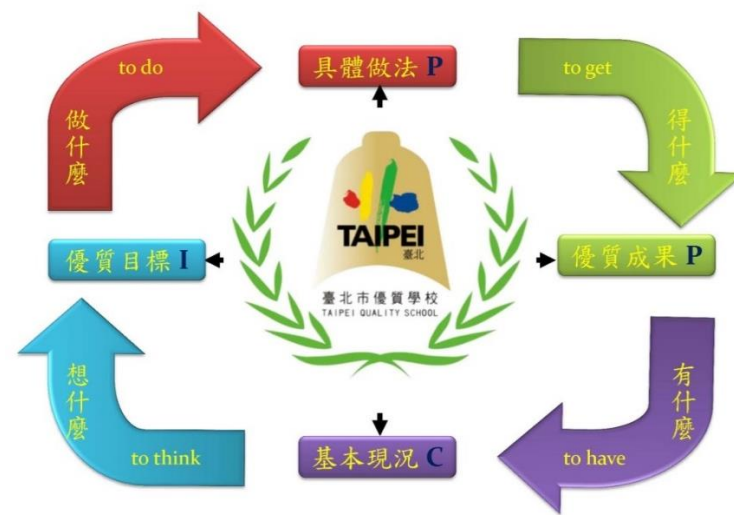 to do
做什麼
具體做法 P
to get
得什麼
優質目標 I
TAIPEI
臺北
臺北市優質學校
TAIPEI QUALITY SCHOOL
優質成果 P
想什麼
to think
基本現況 C
有什麼
to have